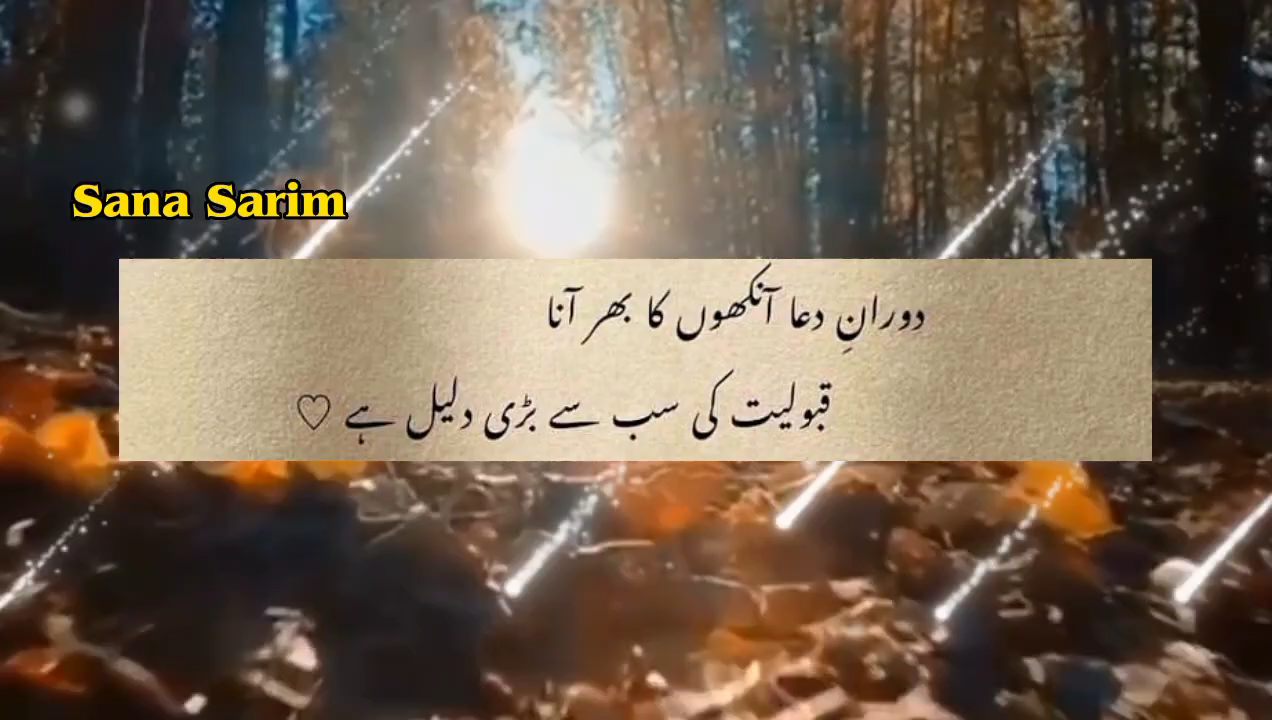 Sana Sarim
دورانِ دعا آنکھوں کا بھر آنا
قبولیت کی سب سے بڑی دلیل ہے ♡